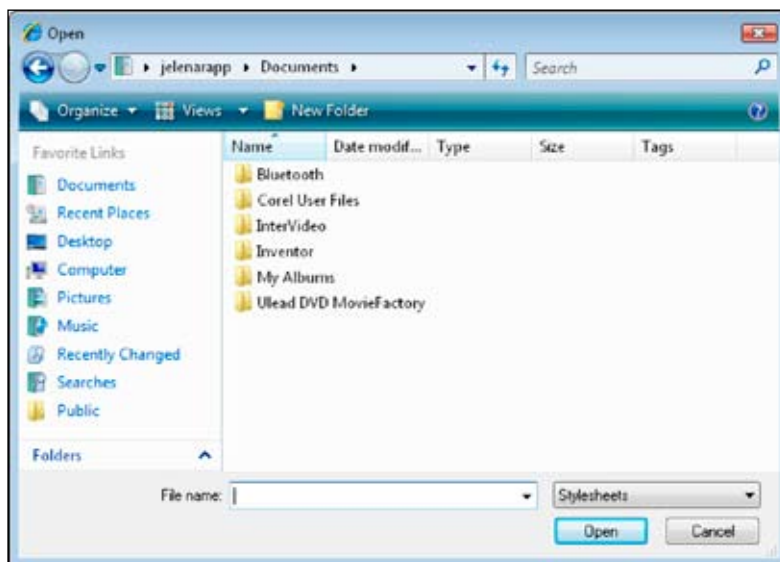 Open
jelenarapp Documents Search
Organize Views New Folder
Favorite Links
Documents
Recent Places
Desktop
Computer
Pictures
Music
Recently Changed
Searches
Public
Folders
Name Date modif... Type Size Tags
Bluetooth
Corel User Files
InterVideo
Inventor
My Albums
Ulead DVD MovieFactory
File name: Stylesheets
Open Cancel